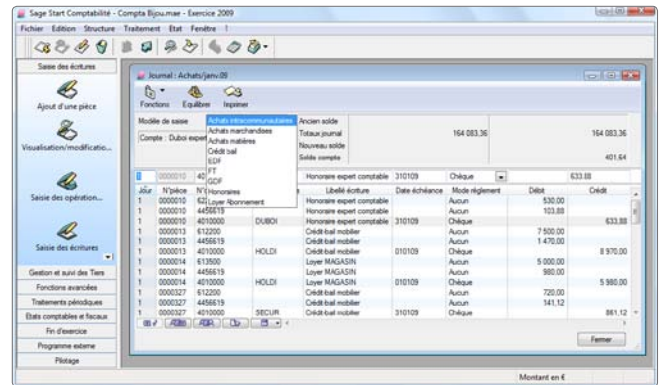 Sage Start Comptabilité - Compta Bijou.mae - Exercice 2009
Fichier Edition Structure Traitement Etat Fenêtre !
Saisie des écritures
Ajout d'une pièce
Visualisation/modificatio...
Saisie des opération...
Saisie des écritures
Gestion et suivi des Tiers
Fonctions avancées
Traitements périodiques
Etats comptables et fiscaux
Fin d'exercice
Programme externe
Pilotage
Journal : Achats/janv.09
Fonctions Equilibrer Imprimer
Modèle de saisie
Compte : Duboi expert
Achats intracommunautaires
Achats marchandises
Achats matières
Crédit bail
EDF
FT
GDF
Honoraires
Loyer Abonnement
Ancien solde
Totaux journal 164 083,36 164 083,36
Nouveau solde
Solde compte 401,64
1 0000010 40 Honoraire expert comptable 310109 Chèque 633.88
Jour N°pièce Libellé écriture Date échéance Mode réglement Débit Crédit
1 0000010 622 Honoraire expert comptable Aucun 530,00
1 0000010 4456619 Honoraire expert comptable Aucun 103,88
1 0000010 4010000 DUBOI Honoraire expert comptable 310109 Chèque 633,88
1 0000013 612200 Crédit-bail mobilier Aucun 7 500,00
1 0000013 4456619 Crédit-bail mobilier Aucun 1 470,00
1 0000013 4010000 HOLDI Crédit-bail mobilier 010109 Chèque 8 970,00
1 0000014 613500 Loyer MAGASIN Aucun 5 000,00
1 0000014 4456619 Loyer MAGASIN Aucun 980,00
1 0000014 4010000 HOLDI Loyer MAGASIN 010109 Chèque 5 980,00
1 0000327 612200 Crédit-bail mobilier Aucun 720,00
1 0000327 4456619 Crédit-bail mobilier Aucun 141,12
1 0000327 4010000 SECUR. Crédit-bail mobilier 310109 Chèque 861,12
Fermer
Montant en €